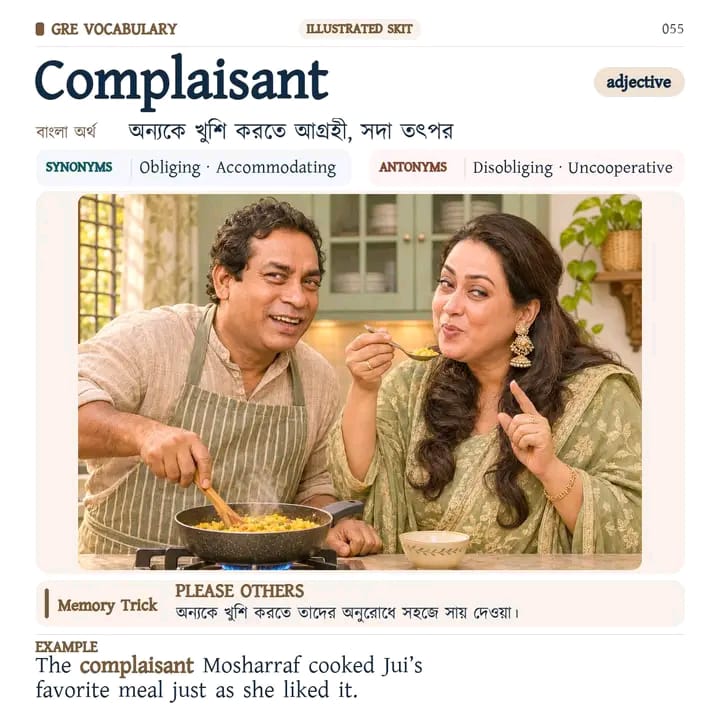 GRE VOCABULARY
ILLUSTRATED SKIT
055
Complaisant
adjective
বাংলা অর্থ অন্যকে খুশি করতে আগ্রহী, সদা তৎপর
SYNONYMS Obliging · Accommodating
ANTONYMS Disobliging · Uncooperative
Memory Trick
PLEASE OTHERS
অন্যকে খুশি করতে তাদের অনুরোধে সহজে সায় দেওয়া।
EXAMPLE
The complaisant Mosharraf cooked Jui's
favorite meal just as she liked it.